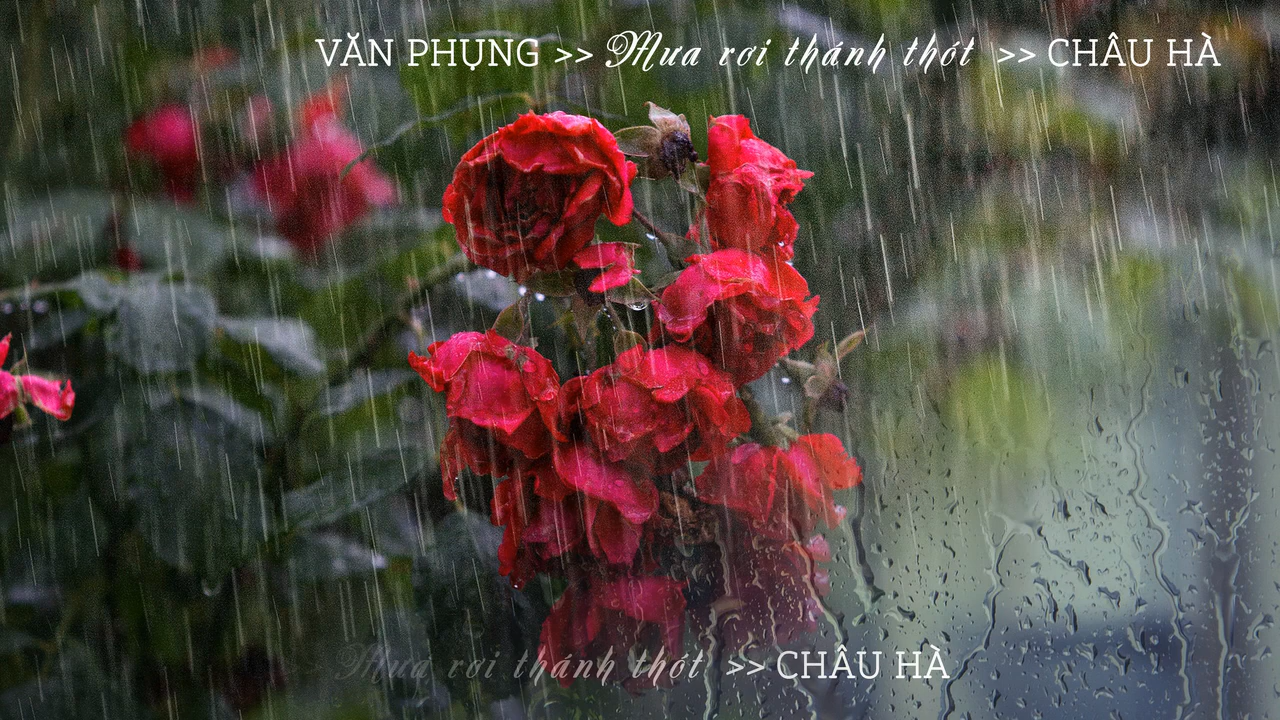 VĂN PHỤNG >> Mưa rơi thánh thót >> CHÂU HÀ
Mưa rơi thánh thót >> CHÂU HÀ